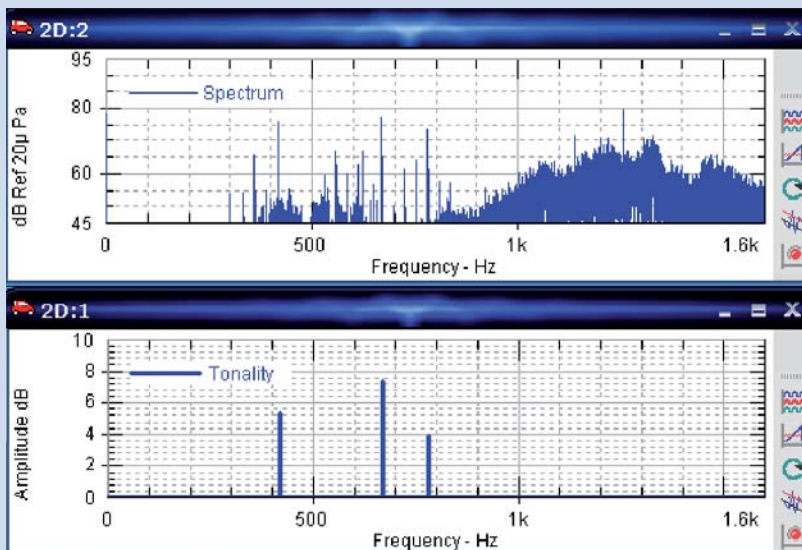 2D:2
95
80
60
45
dB Ref 20µ Pa
Spectrum
0
500
1k
1.6k
Frequency - Hz
2D:1
10
8
6
4
2
0
Amplitude dB
Tonality
0
500
1k
1.6k
Frequency - Hz